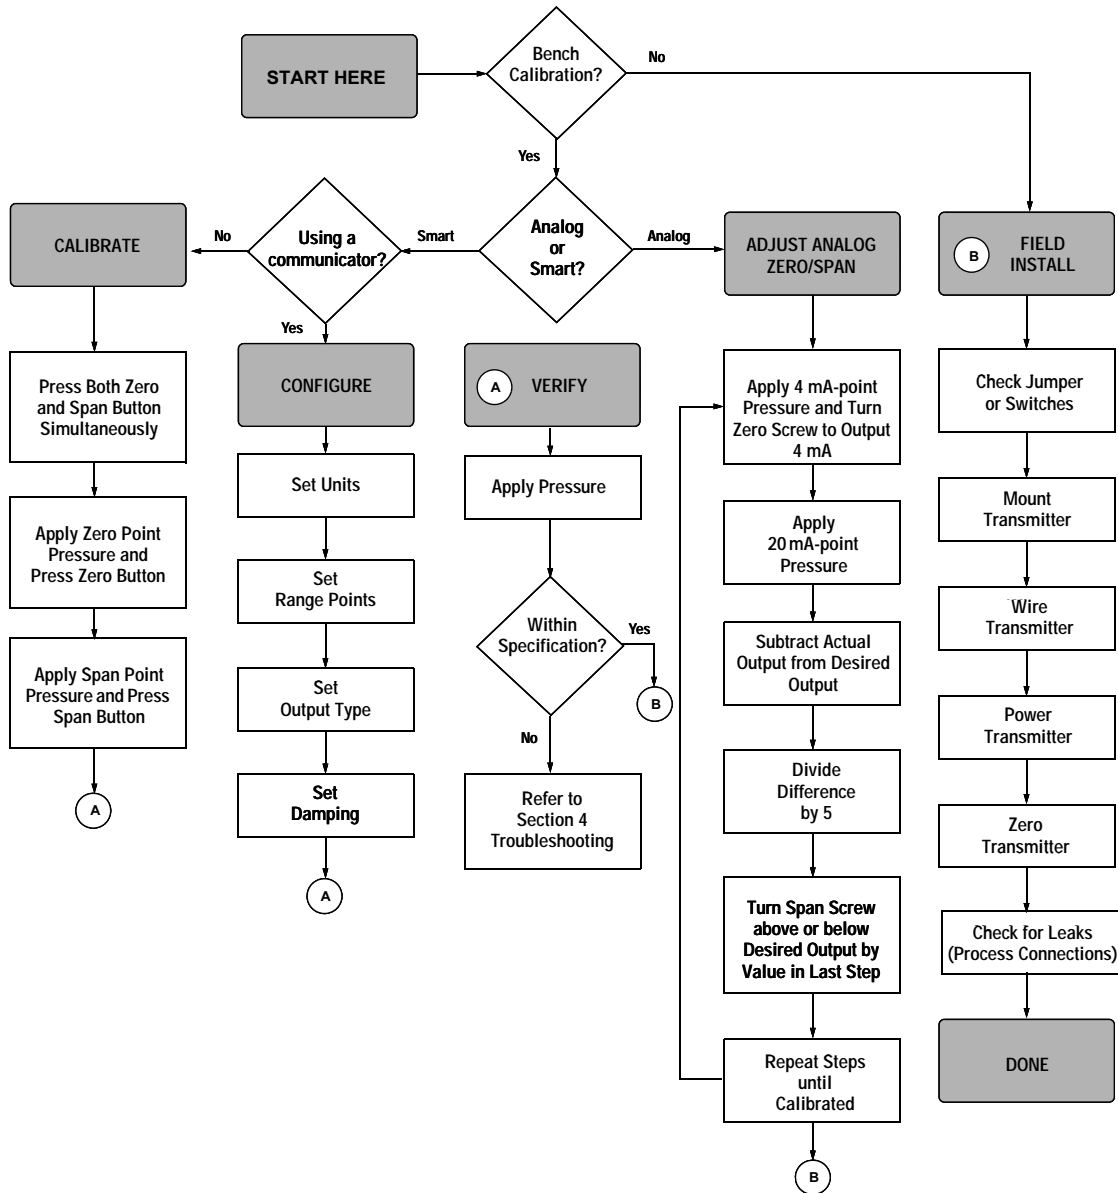 START HERE
Bench
Calibration?
No
Yes
CALIBRATE
No
Using a
communicator?
Smart
Analog
or
Smart?
Analog
ADJUST ANALOG
ZERO/SPAN
B
FIELD
INSTALL
Yes
Press Both Zero
and Span Button
Simultaneously
Apply Zero Point
Pressure and
Press Zero Button
Apply Span Point
Pressure and Press
Span Button
A
CONFIGURE
Set Units
Set
Range Points
Set
Output Type
Set
Damping
A
A
VERIFY
Apply Pressure
Within
Specification?
Yes
B
No
Refer to
Section 4
Troubleshooting
Apply 4 mA-point
Pressure and Turn
Zero Screw to Output
4 mA
Apply
20 mA-point
Pressure
Subtract Actual
Output from Desired
Output
Divide
Difference
by 5
Turn Span Screw
above or below
Desired Output by
Value in Last Step
Repeat Steps
until
Calibrated
B
Check Jumper
or Switches
Mount
Transmitter
Wire
Transmitter
Power
Transmitter
Zero
Transmitter
Check for Leaks
(Process Connections)
DONE